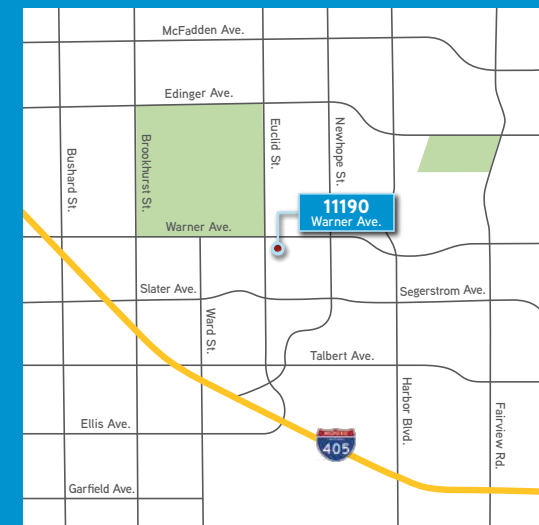 McFadden Ave.
Edinger Ave.
Bushard St.
Brookhurst St.
Euclid St.
Newhope St.
11190
Warner Ave.
Warner Ave.
Slater Ave.
Segerstrom Ave.
Ward St.
Talbert Ave.
Harbor Blvd.
Fairview Rd.
Ellis Ave.
405
Garfield Ave.